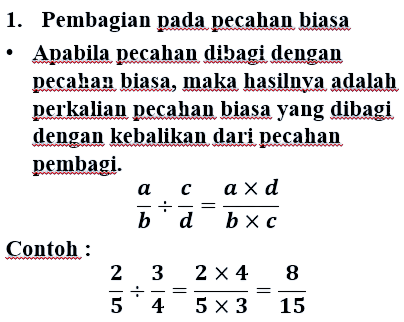 1. Pembagian pada pecahan biasa
• Apabila pecahan dibagi dengan
pecahan biasa, maka hasilnya adalah
perkalian pecahan biasa yang dibagi
dengan kebalikan dari pecahan
pembagi.
a/b ÷ c/d = a × d / b × c
Contoh :
2/5 ÷ 3/4 = 2 × 4 / 5 × 3 = 8/15